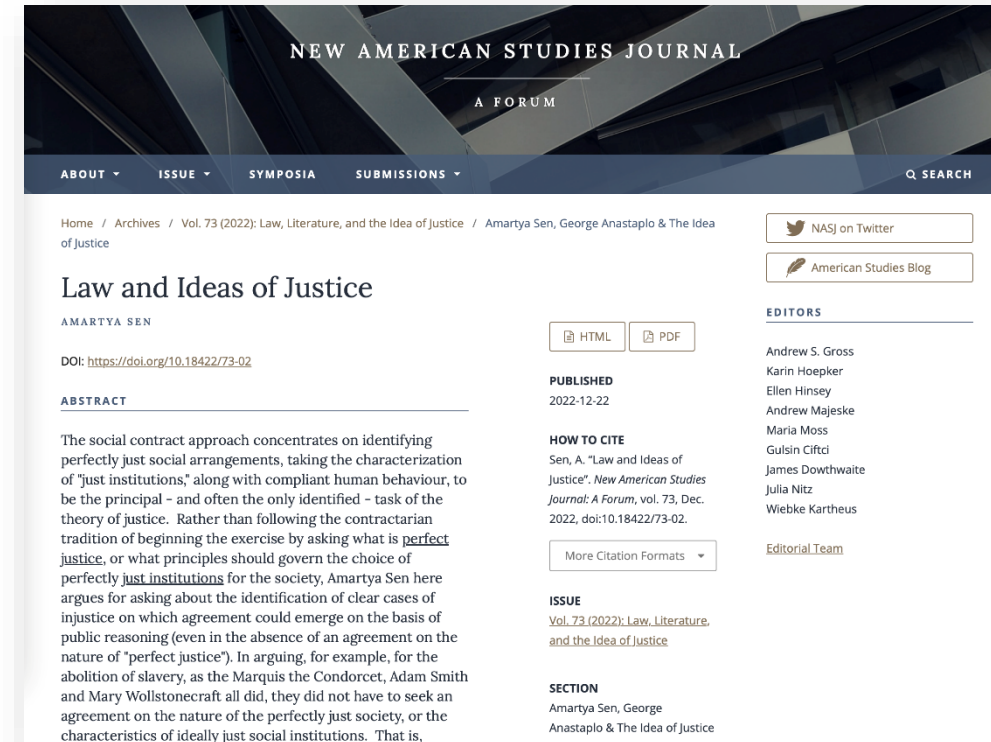 NEW AMERICAN STUDIES JOURNAL
A FORUM
ABOUT
ISSUE
SYMPOSIA
SUBMISSIONS
SEARCH
Home / Archives / Vol. 73 (2022): Law, Literature, and the Idea of Justice / Amartya Sen, George Anastaplo & The Idea
of Justice
Law and Ideas of Justice
AMARTYA SEN
DOI: https://doi.org/10.18422/73-02
ABSTRACT
The social contract approach concentrates on identifying
perfectly just social arrangements, taking the characterization
of "just institutions," along with compliant human behaviour, to
be the principal - and often the only identified - task of the
theory of justice. Rather than following the contractarian
tradition of beginning the exercise by asking what is perfect
justice, or what principles should govern the choice of
perfectly just institutions for the society, Amartya Sen here
argues for asking about the identification of clear cases of
injustice on which agreement could emerge on the basis of
public reasoning (even in the absence of an agreement on the
nature of "perfect justice"). In arguing, for example, for the
abolition of slavery, as the Marquis the Condorcet, Adam Smith
and Mary Wollstonecraft all did, they did not have to seek an
agreement on the nature of the perfectly just society, or the
characteristics of ideally just social institutions. That is,
HTML
PDF
PUBLISHED
2022-12-22
HOW TO CITE
Sen, A. "Law and Ideas of
Justice". New American Studies
Journal: A Forum, vol. 73, Dec.
2022, doi:10.18422/73-02.
More Citation Formats
ISSUE
Vol. 73 (2022): Law, Literature,
and the Idea of Justice
SECTION
Amartya Sen, George
Anastaplo & The Idea of Justice
NASJ on Twitter
American Studies Blog
EDITORS
Andrew S. Gross
Karin Hoepker
Ellen Hinsey
Andrew Majeske
Maria Moss
Gulsin Ciftci
James Dowthwaite
Julia Nitz
Wiebke Kartheus
Editorial Team